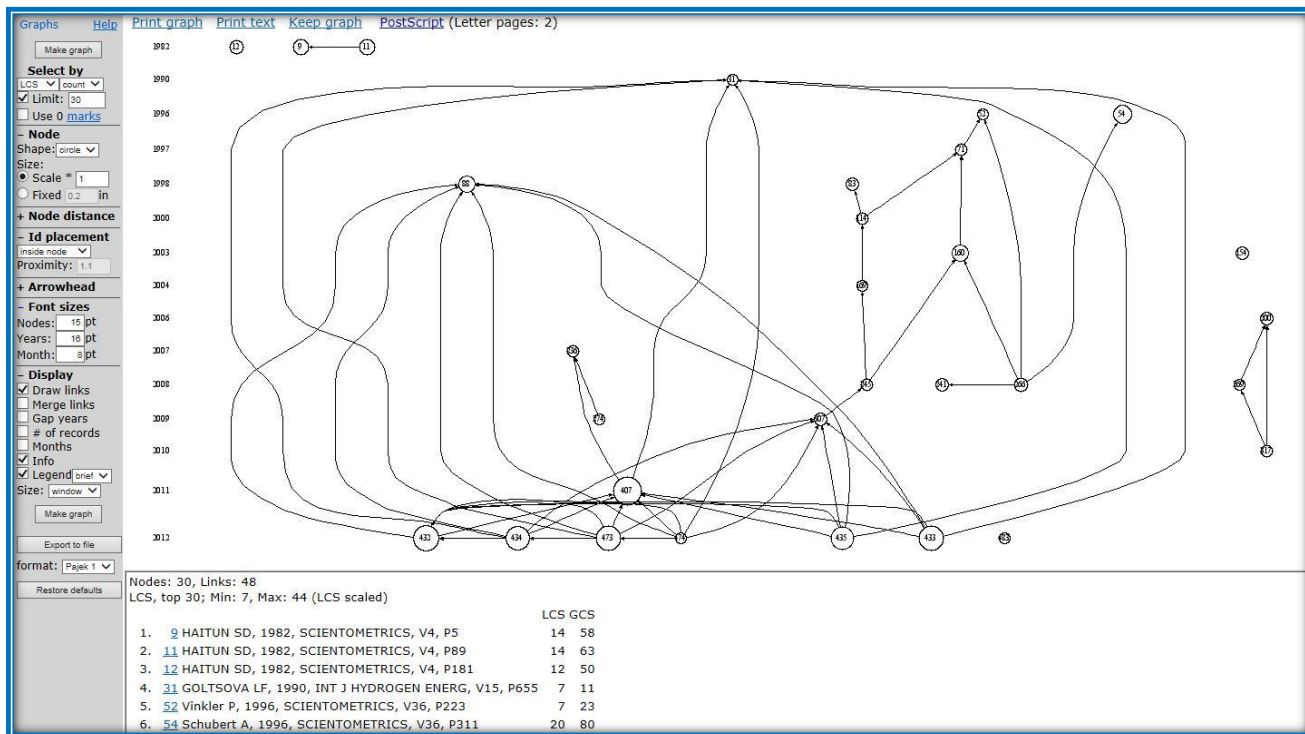 Graphs Help
Print graph Print text Keep graph PostScript (Letter pages: 2)
Make graph
Select by
LCS count
Limit: 30
Use 0 marks
− Node
Shape: circle
Size:
Scale * 1
Fixed 0.2 in
+ Node distance
− Id placement
inside node
Proximity: 1.1
+ Arrowhead
− Font sizes
Nodes: 15 pt
Years: 16 pt
Month: 8 pt
− Display
Draw links
Merge links
Gap years
# of records
Months
Info
Legend brief
Size: window
Make graph
Export to file
format: Pajek 1
Restore defaults
1982 12 9 11
1990 31
1996 52 54
1997 71
1998 88 83
2000 114
2003 160 154
2004
2006 200
2007
2008 245 241
2009
2010 317
2011 407
2012 432 434 473 474 435 433 483
Nodes: 30, Links: 48
LCS, top 30; Min: 7, Max: 44 (LCS scaled)
LCS GCS
1. 9 HAITUN SD, 1982, SCIENTOMETRICS, V4, P5 14 58
2. 11 HAITUN SD, 1982, SCIENTOMETRICS, V4, P89 14 63
3. 12 HAITUN SD, 1982, SCIENTOMETRICS, V4, P181 12 50
4. 31 GOLTSOVA LF, 1990, INT J HYDROGEN ENERG, V15, P655 7 11
5. 52 Vinkler P, 1996, SCIENTOMETRICS, V36, P223 7 23
6. 54 Schubert A, 1996, SCIENTOMETRICS, V36, P311 20 80